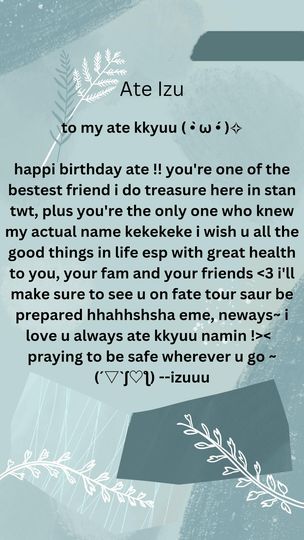 Ate Izu
to my ate kkyuu ( •̀ ω •́ )✧
happi birthday ate !! you're one of the
bestest friend i do treasure here in stan
twt, plus you're the only one who knew
my actual name kekekeke i wish u all the
good things in life esp with great health
to you, your fam and your friends <3 i'll
make sure to see u on fate tour saur be
prepared hhahhshsha eme, neways~ i
love u always ate kkyuu namin !><
praying to be safe wherever u go ~
(´▽`ʃ♡ƪ) --izuuu